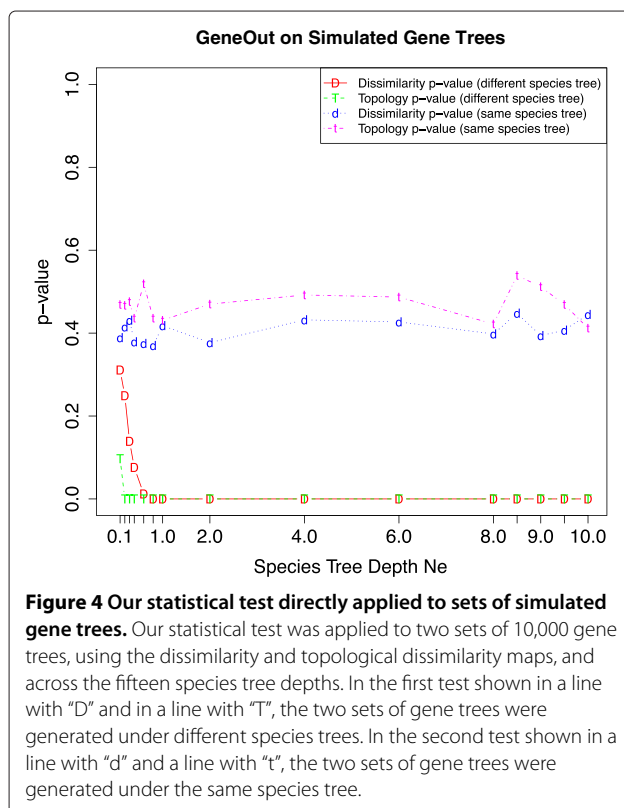 GeneOut on Simulated Gene Trees
D Dissimilarity p−value (different species tree)
T Topology p−value (different species tree)
d Dissimilarity p−value (same species tree)
t Topology p−value (same species tree)
p−value
1.0
0.8
0.6
0.4
0.2
0.0
0.1 1.0 2.0 4.0 6.0 8.0 9.0 10.0
Species Tree Depth Ne
Figure 4 Our statistical test directly applied to sets of simulated
gene trees. Our statistical test was applied to two sets of 10,000 gene
trees, using the dissimilarity and topological dissimilarity maps, and
across the fifteen species tree depths. In the first test shown in a line
with “D” and in a line with “T”, the two sets of gene trees were
generated under different species trees. In the second test shown in a
line with “d” and a line with “t”, the two sets of gene trees were
generated under the same species tree.